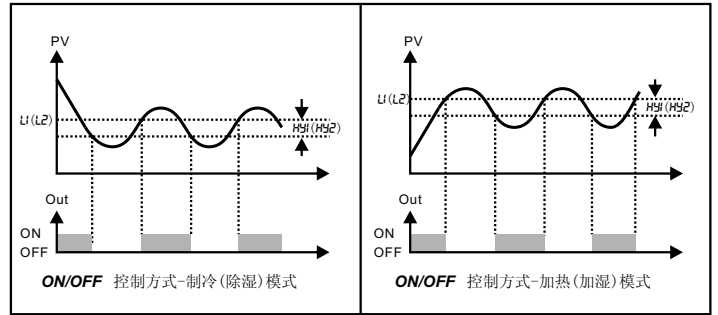 PV
L1(L2)
Hy1(Hy2)
Out
ON
OFF
ON/OFF 控制方式-制冷(除湿)模式
PV
L1(L2)
Hy1(Hy2)
Out
ON
OFF
ON/OFF 控制方式-加热(加湿)模式